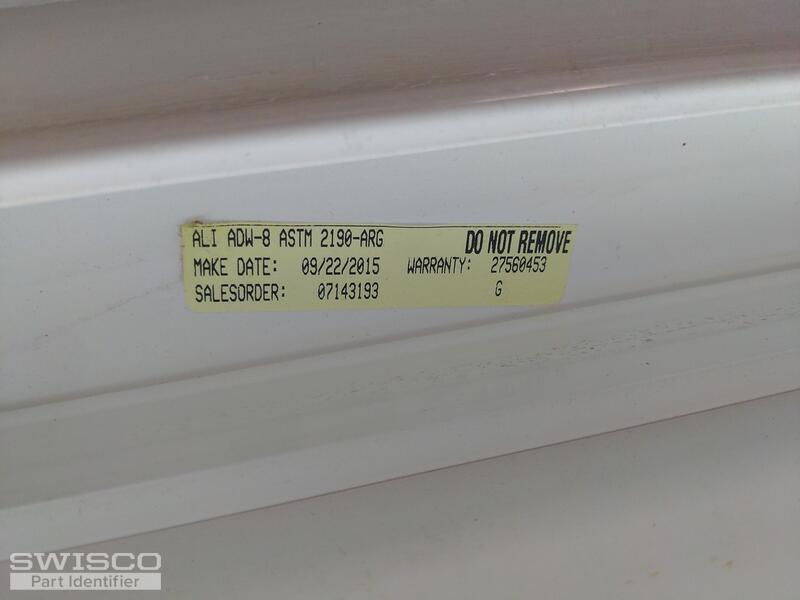 ALI ADW-8 ASTM 2190-ARG DO NOT REMOVE
MAKE DATE: 09/22/2015 WARRANTY: 27560453
SALESORDER: 07143193 G
SWISCO
Part Identifier